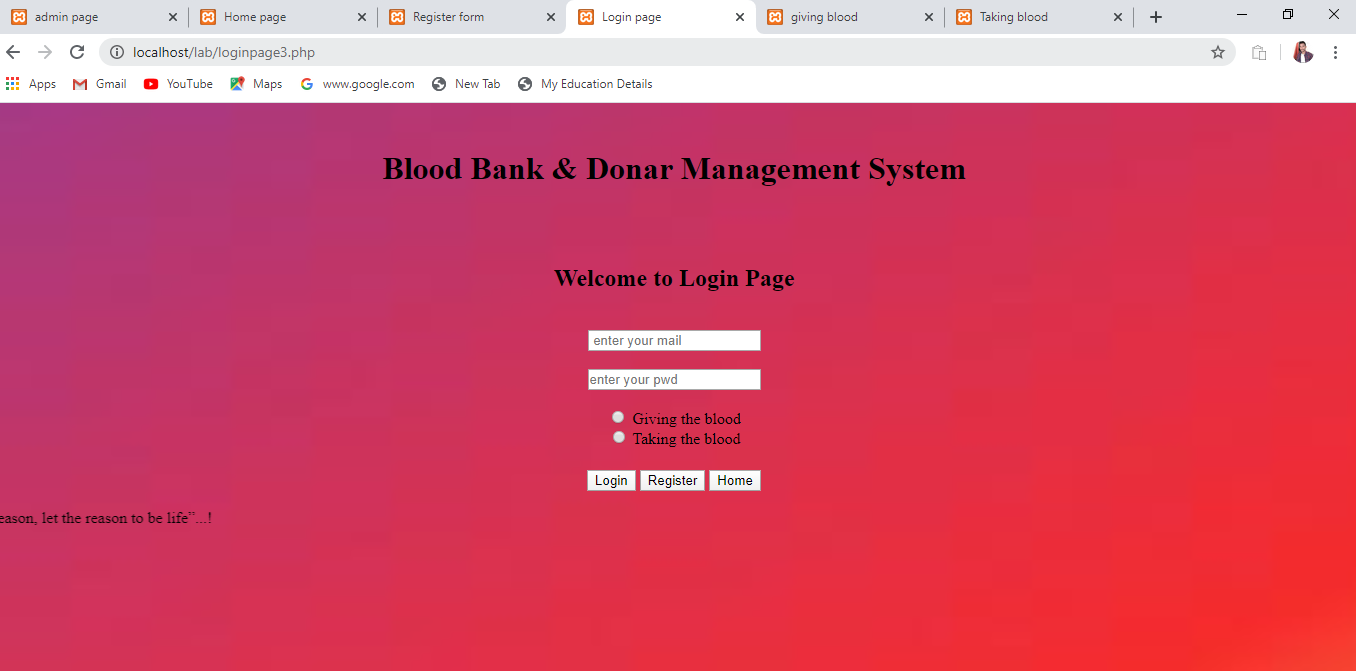 admin page
Home page
Register form
Login page
giving blood
Taking blood
localhost/lab/loginpage3.php
Apps
Gmail
YouTube
Maps
www.google.com
New Tab
My Education Details
Blood Bank & Donar Management System
Welcome to Login Page
enter your mail
enter your pwd
Giving the blood
Taking the blood
Login Register Home
eason, let the reason to be life”...!